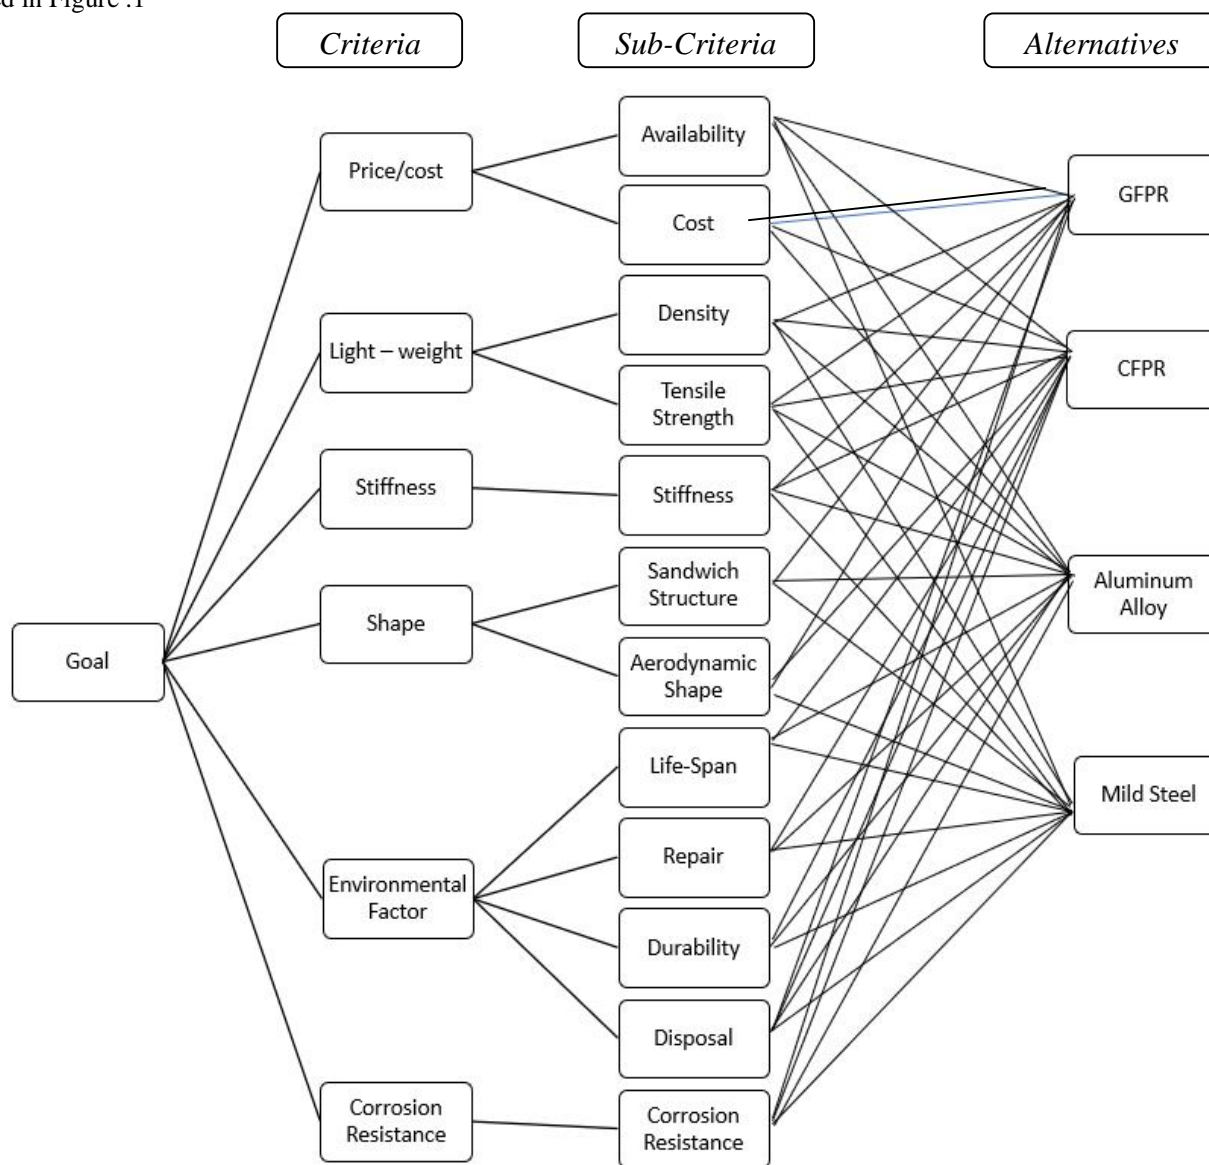 ed in Figure .1
Criteria
Sub-Criteria
Alternatives
Availability
Price/cost
GFPR
Cost
Density
Light – weight
CFPR
Tensile
Strength
Stiffness
Stiffness
Sandwich
Structure
Aluminum
Alloy
Shape
Goal
Aerodynamic
Shape
Life-Span
Mild Steel
Repair
Environmental
Factor
Durability
Disposal
Corrosion
Resistance
Corrosion
Resistance